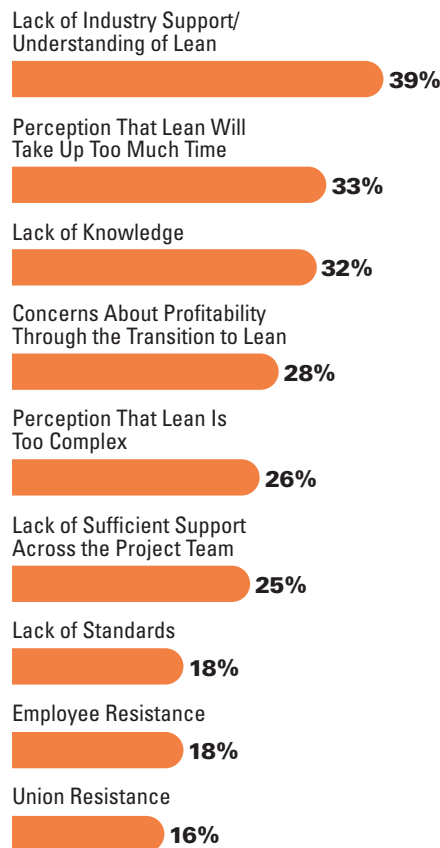 Lack of Industry Support/
Understanding of Lean
39%
Perception That Lean Will
Take Up Too Much Time
33%
Lack of Knowledge
32%
Concerns About Profitability
Through the Transition to Lean
28%
Perception That Lean Is
Too Complex
26%
Lack of Sufficient Support
Across the Project Team
25%
Lack of Standards
18%
Employee Resistance
18%
Union Resistance
16%